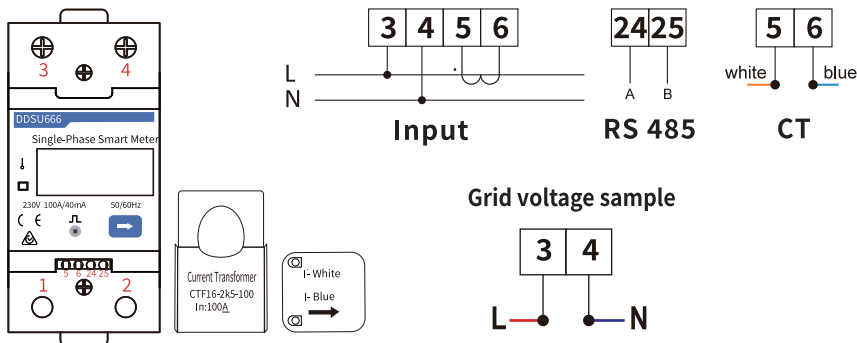 3 4
DDSU666
Single-Phase Smart Meter
230V 100A/40mA 50/60Hz
CE
5 6 24 25
1 2
Current Transformer
CTF16-2k5-100
In:100A
I- White
I- Blue
3 4 5 6
L
N
Input
24 25
A B
RS 485
5 6
white blue
CT
Grid voltage sample
3 4
L N